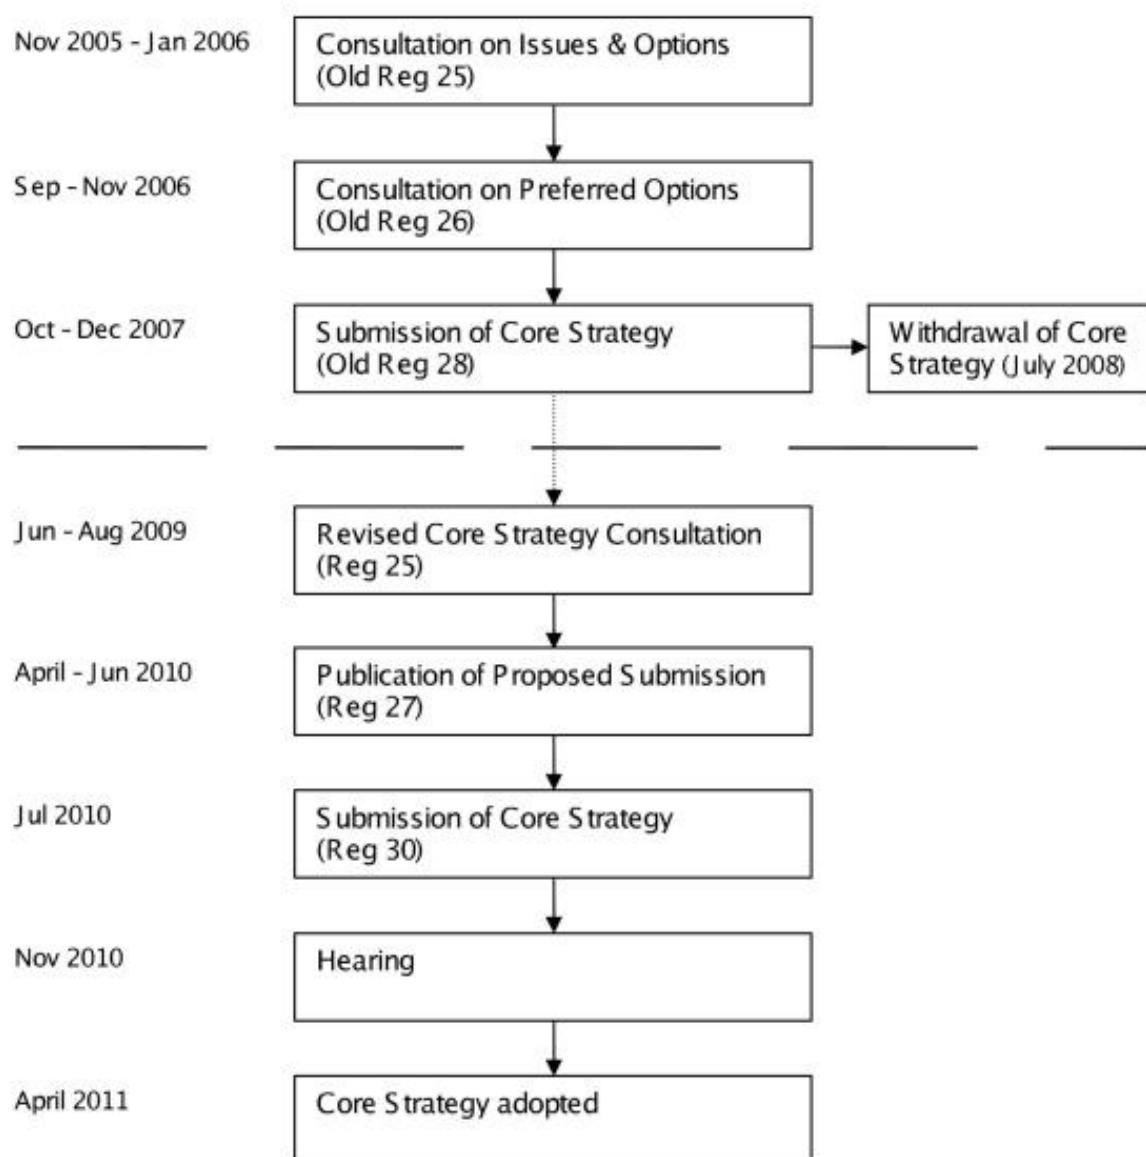 Nov 2005 - Jan 2006
Consultation on Issues & Options
(Old Reg 25)
Sep - Nov 2006
Consultation on Preferred Options
(Old Reg 26)
Oct - Dec 2007
Submission of Core Strategy
(Old Reg 28)
Withdrawal of Core
Strategy (July 2008)
Jun - Aug 2009
Revised Core Strategy Consultation
(Reg 25)
April - Jun 2010
Publication of Proposed Submission
(Reg 27)
Jul 2010
Submission of Core Strategy
(Reg 30)
Nov 2010
Hearing
April 2011
Core Strategy adopted